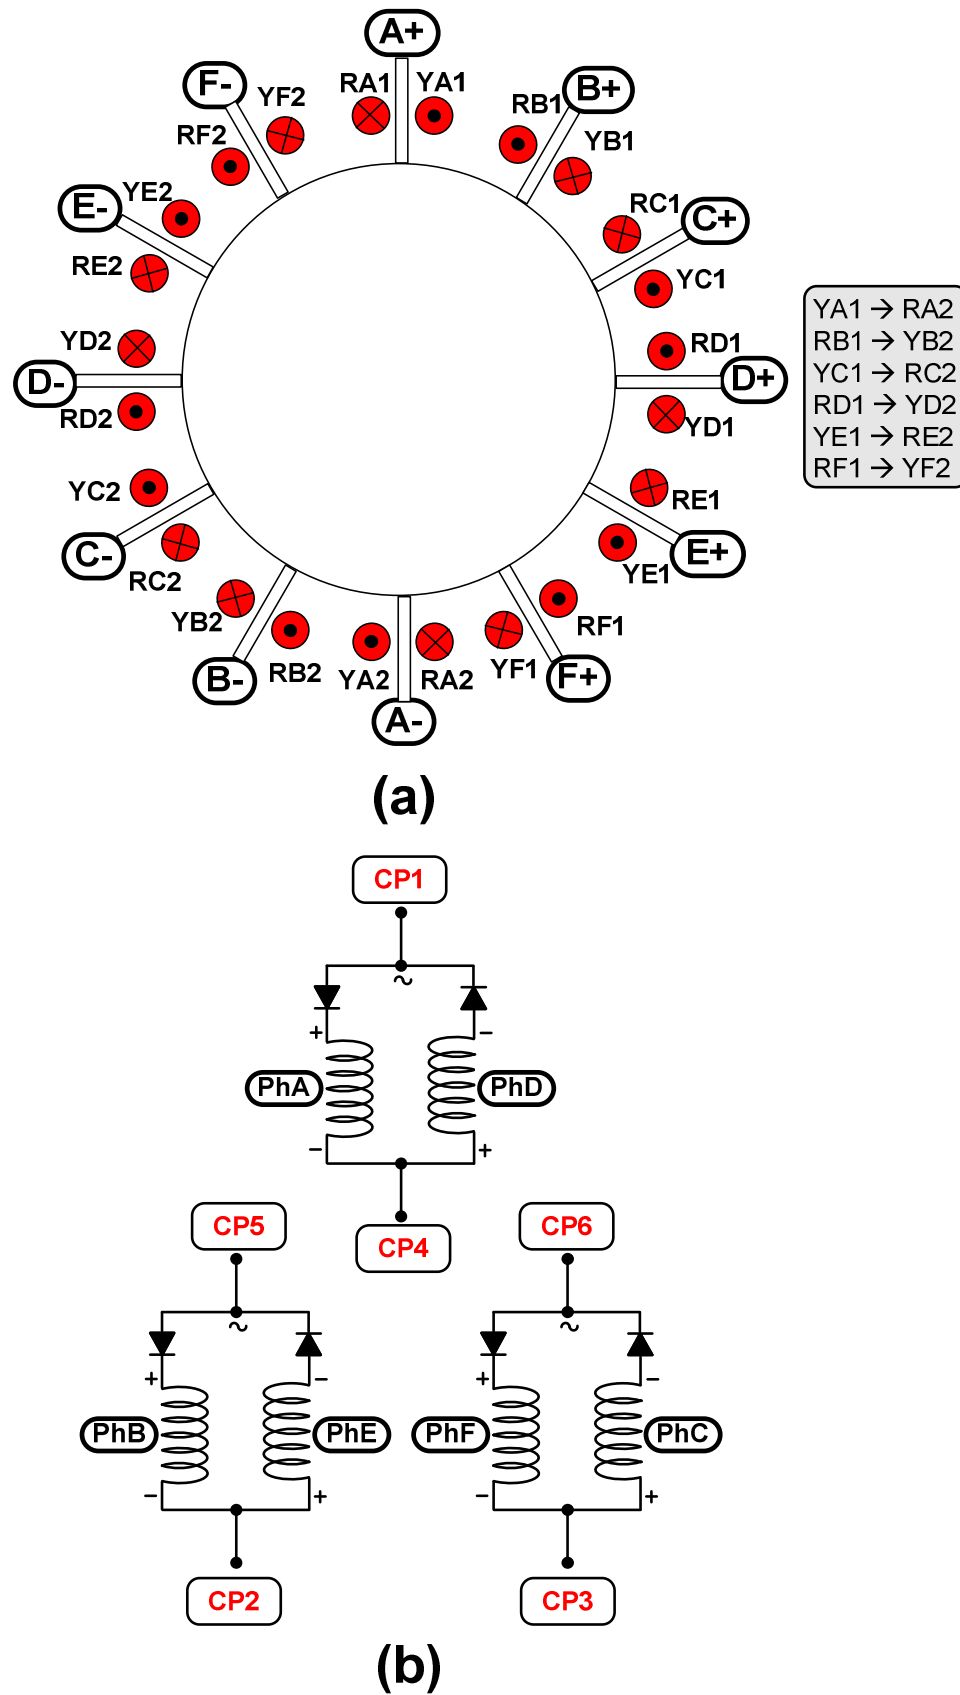 A+
F-
B+
YF2
RA1
YA1
RB1
RF2
YB1
YE2
RC1
E-
C+
RE2
YC1
YA1 → RA2
RB1 → YB2
YC1 → RC2
RD1 → YD2
YE1 → RE2
RF1 → YF2
YD2
RD1
D-
D+
RD2
YD1
YC2
RE1
C-
E+
RC2
YE1
YB2
RF1
B-
RB2
YA2
RA2
YF1
F+
A-
(a)
CP1
~
+
−
PhA
PhD
−
+
CP4
CP5
CP6
~
~
+
−
+
−
PhB
PhE
PhF
PhC
−
+
−
+
CP2
CP3
(b)